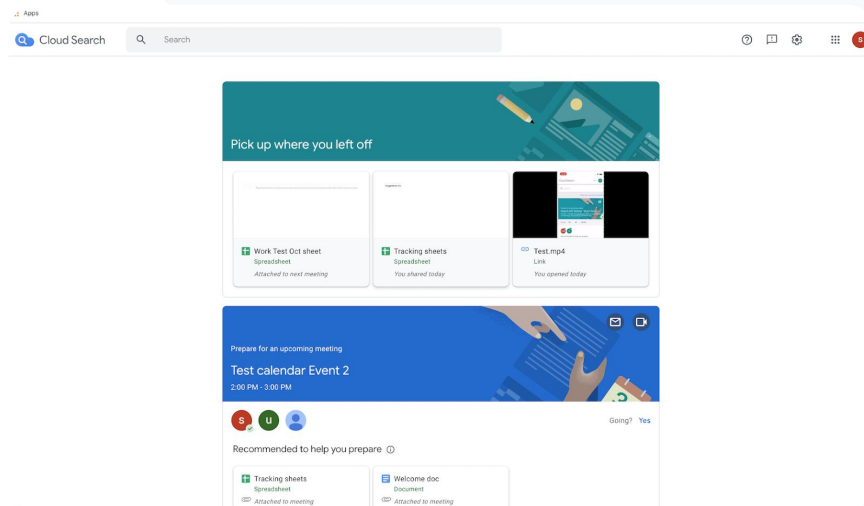 Apps
Cloud Search
Search
S
Pick up where you left off
Work Test Oct sheet
Spreadsheet
Attached to next meeting
Tracking sheets
Spreadsheet
You shared today
Test.mp4
Link
You opened today
Prepare for an upcoming meeting
Test calendar Event 2
2:00 PM - 3:00 PM
S U
Going? Yes
Recommended to help you prepare
Tracking sheets
Spreadsheet
Attached to meeting
Welcome doc
Document
Attached to meeting